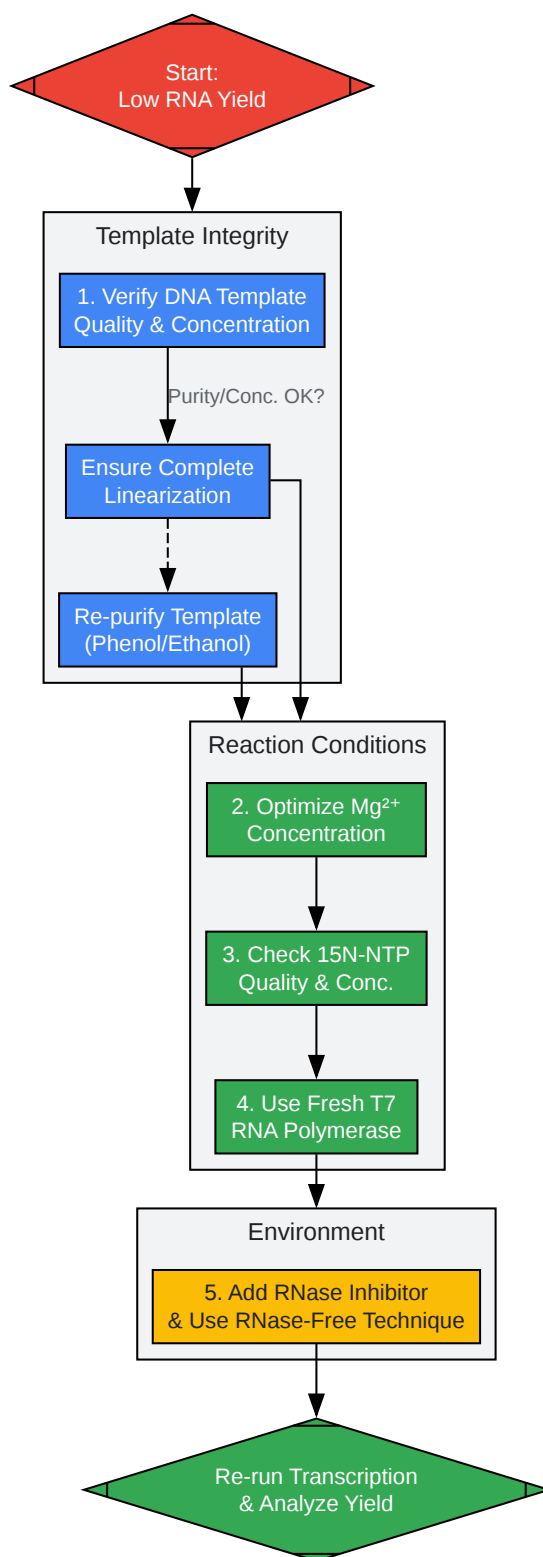 Start:
Low RNA Yield
Template Integrity
1. Verify DNA Template
Quality & Concentration
Purity/Conc. OK?
Ensure Complete
Linearization
Re-purify Template
(Phenol/Ethanol)
Reaction Conditions
2. Optimize Mg²⁺
Concentration
3. Check 15N-NTP
Quality & Conc.
4. Use Fresh T7
RNA Polymerase
Environment
5. Add RNase Inhibitor
& Use RNase-Free Technique
Re-run Transcription
& Analyze Yield